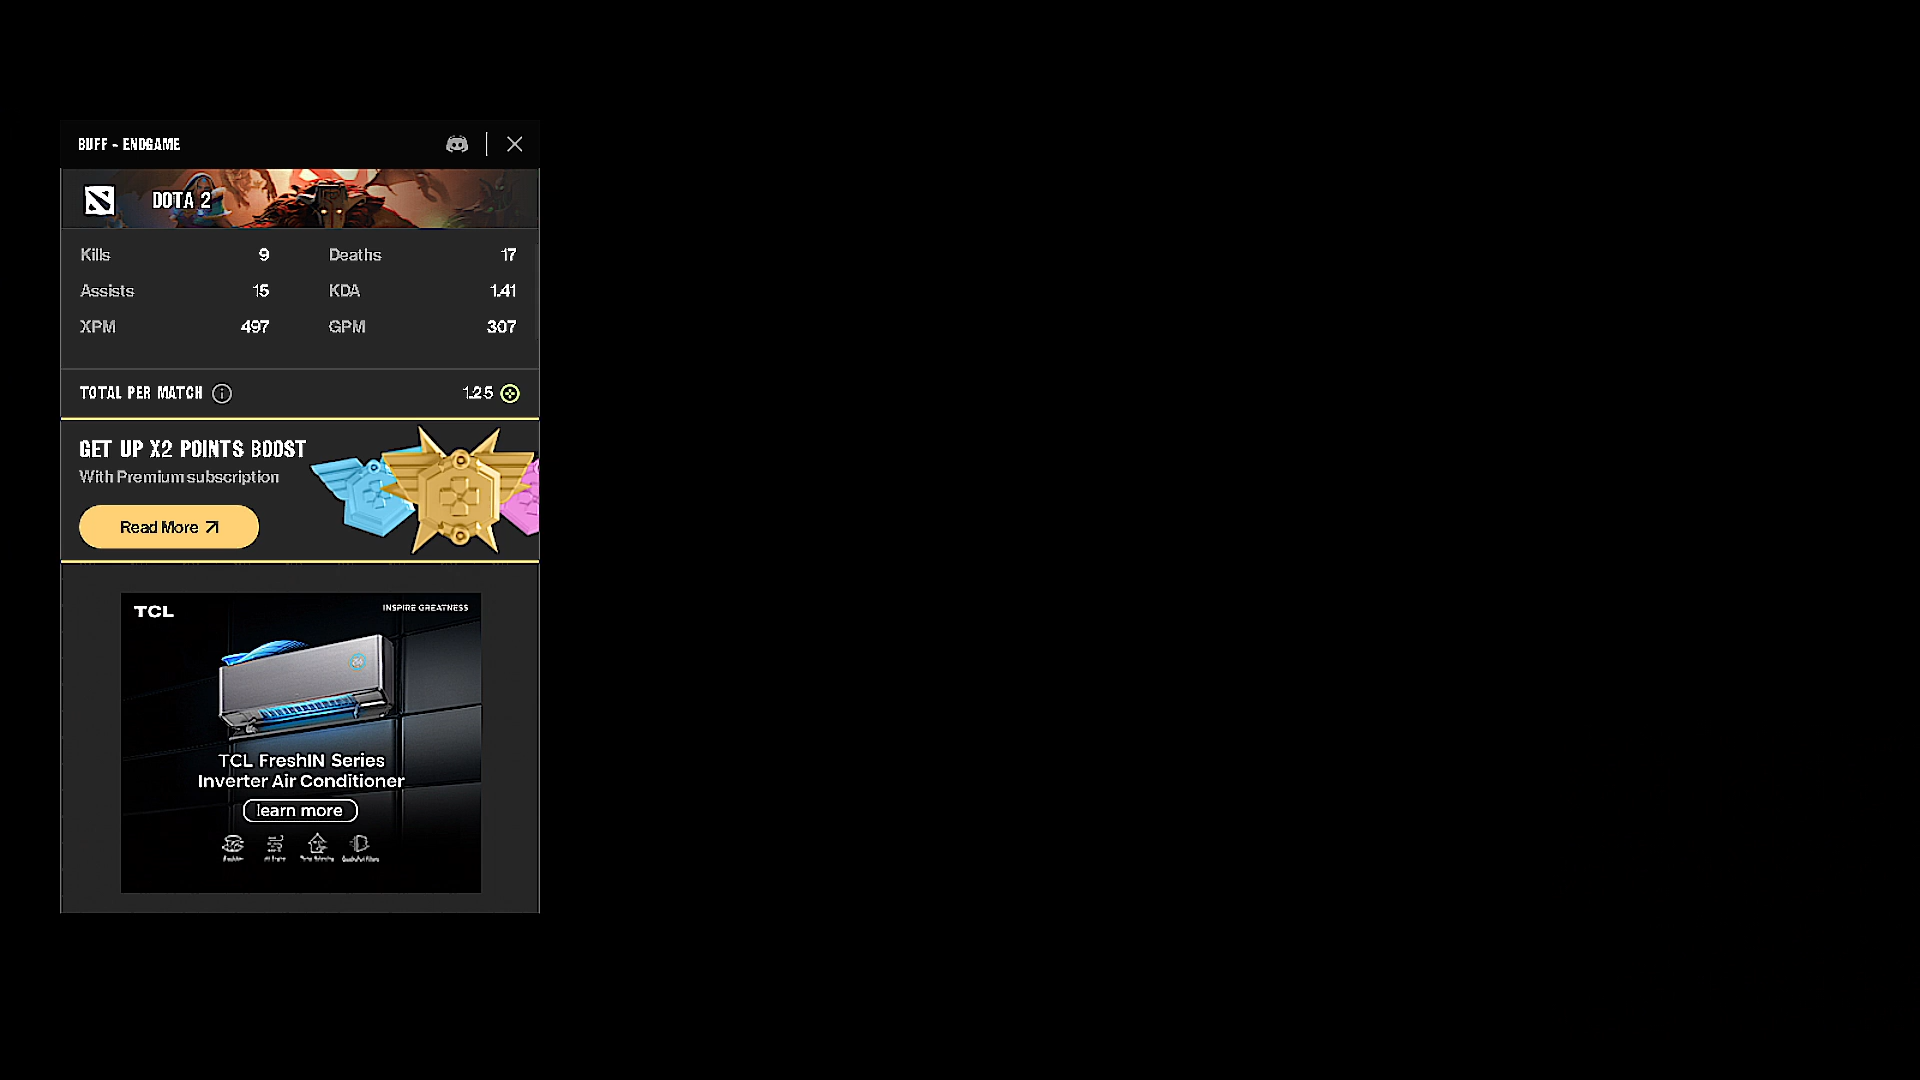 BUFF - ENDGAME
DOTA 2
Kills 9 Deaths 17
Assists 15 KDA 1.41
XPM 497 GPM 307
TOTAL PER MATCH 1.25
GET UP X2 POINTS BOOST
With Premium subscription
Read More
TCL INSPIRE GREATNESS
TCL FreshIN Series
Inverter Air Conditioner
learn more